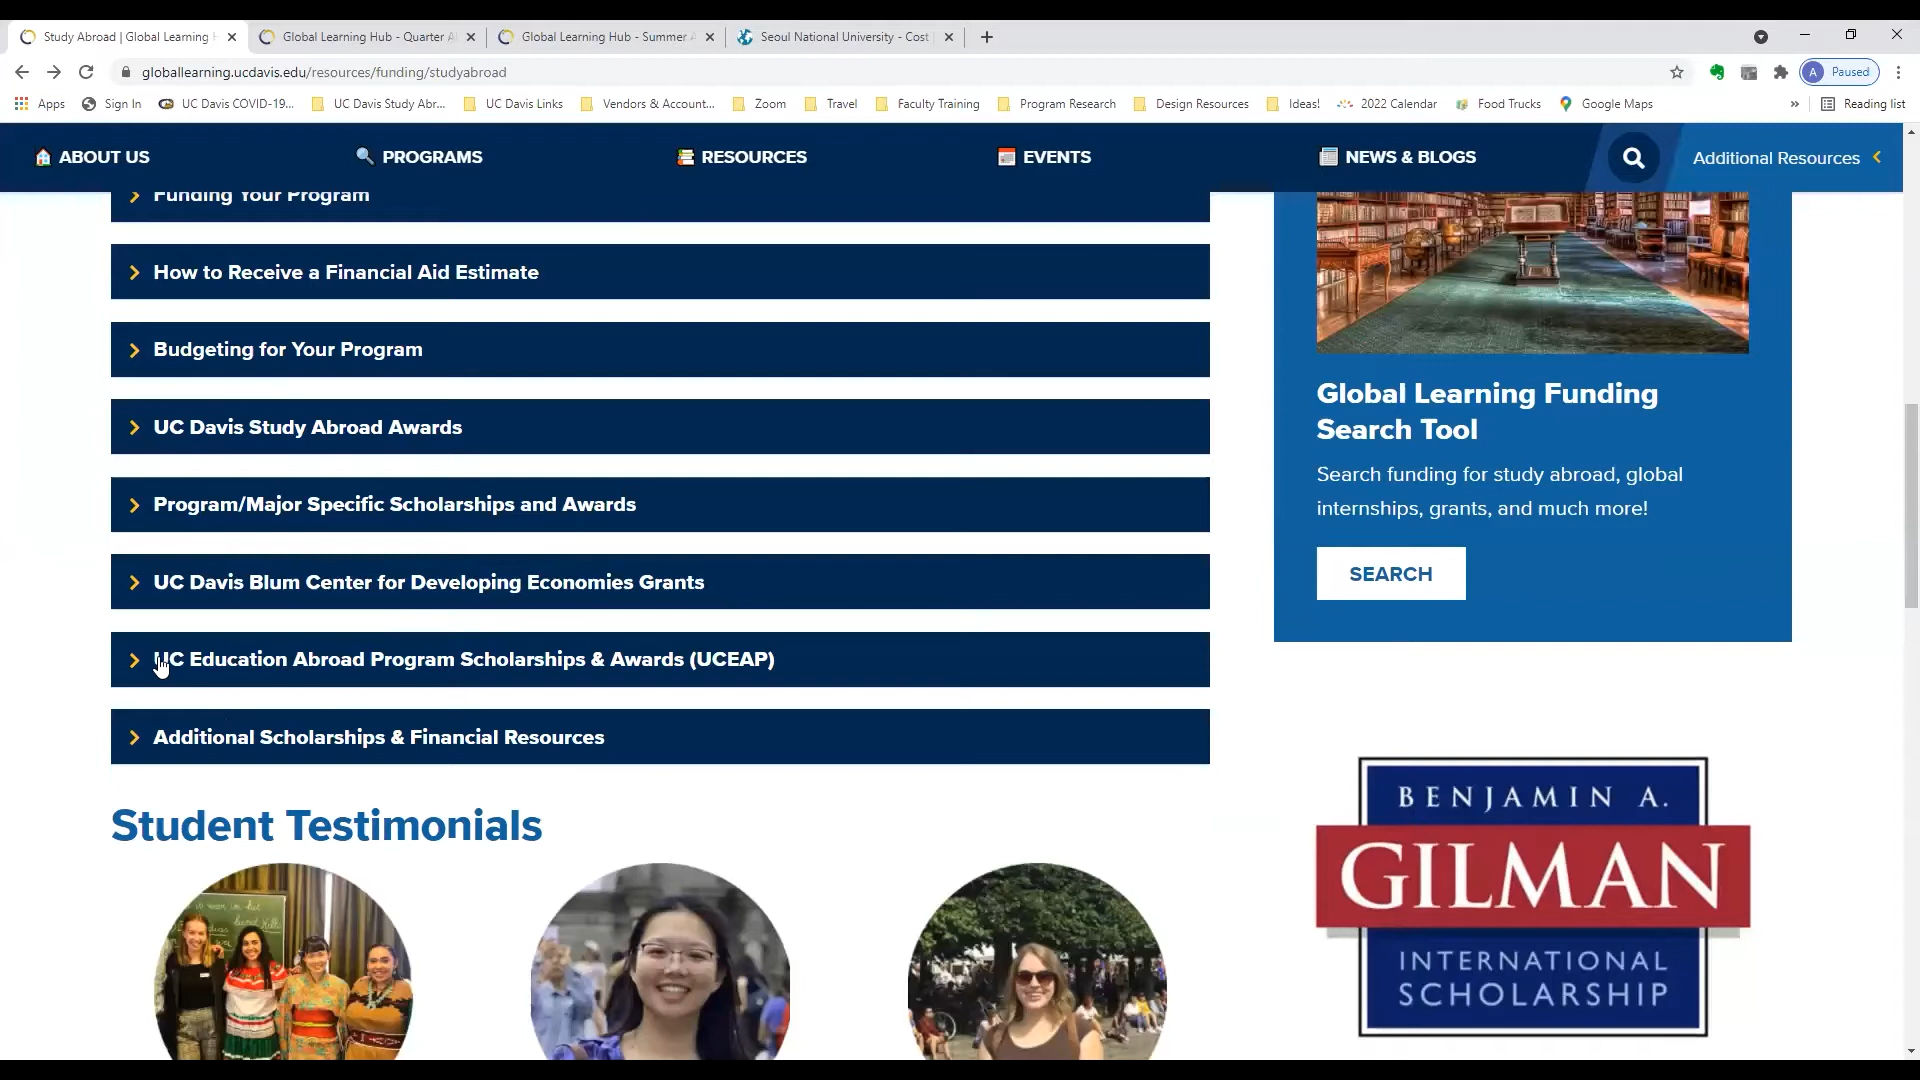 Study Abroad | Global Learning H
Global Learning Hub - Quarter A
Global Learning Hub - Summer A
Seoul National University - Cost
globallearning.ucdavis.edu/resources/funding/studyabroad
A Paused
Apps
Sign In
UC Davis COVID-19...
UC Davis Study Abr...
UC Davis Links
Vendors & Account...
Zoom
Travel
Faculty Training
Program Research
Design Resources
Ideas!
2022 Calendar
Food Trucks
Google Maps
»
Reading list
ABOUT US
PROGRAMS
RESOURCES
EVENTS
NEWS & BLOGS
Additional Resources
Funding Your Program
How to Receive a Financial Aid Estimate
Budgeting for Your Program
UC Davis Study Abroad Awards
Program/Major Specific Scholarships and Awards
UC Davis Blum Center for Developing Economies Grants
UC Education Abroad Program Scholarships & Awards (UCEAP)
Additional Scholarships & Financial Resources
Student Testimonials
Global Learning Funding
Search Tool
Search funding for study abroad, global
internships, grants, and much more!
SEARCH
BENJAMIN A.
GILMAN
INTERNATIONAL
SCHOLARSHIP